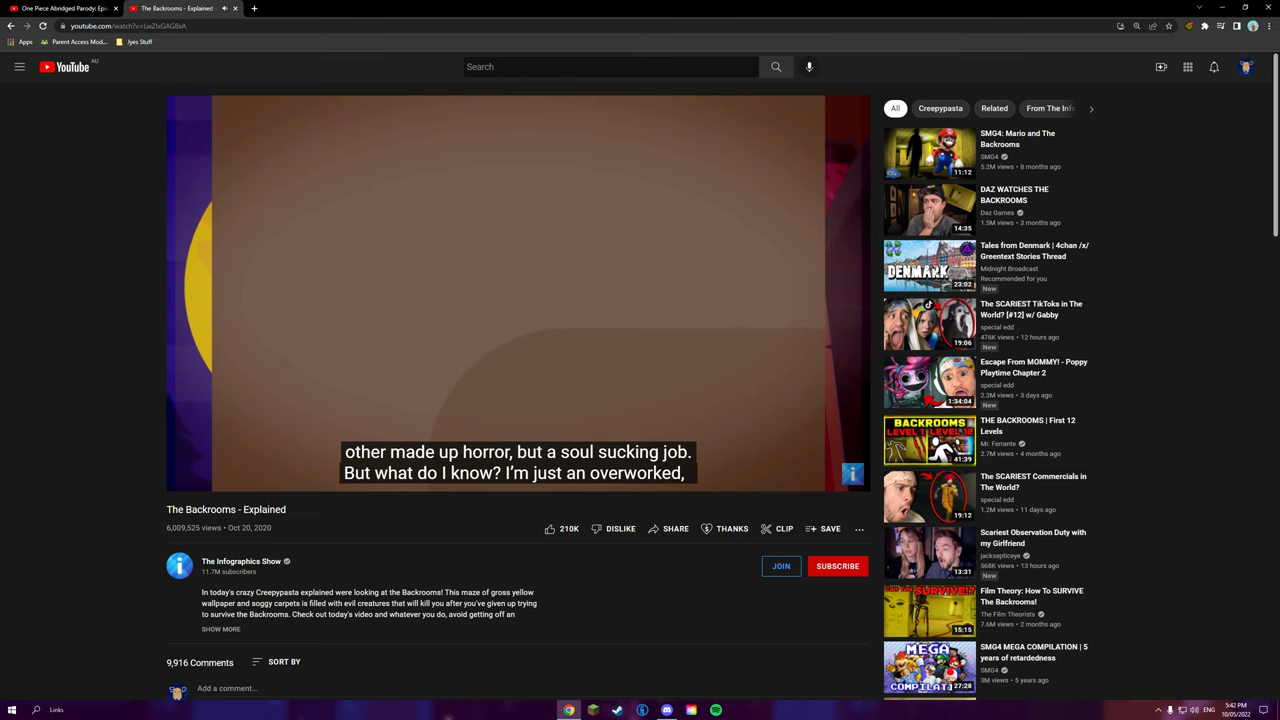 One Piece Abridged Parody: Epi
The Backrooms - Explained
youtube.com/watch?v=LwZlxGAG8xA
Apps
Parent Access Mod...
Jyes Stuff
YouTube
AU
Search
other made up horror, but a soul sucking job.
But what do I know? I'm just an overworked,
The Backrooms - Explained
6,009,525 views • Oct 20, 2020
210K
DISLIKE
SHARE
THANKS
CLIP
SAVE
The Infographics Show
11.7M subscribers
JOIN
SUBSCRIBE
In today's crazy Creepypasta explained were looking at the Backrooms! This maze of gross yellow
wallpaper and soggy carpets is filled with evil creatures that will kill you after you've given up trying
to survive the Backrooms. Check out today's video and whatever you do, avoid getting off an
SHOW MORE
9,916 Comments
SORT BY
Add a comment...
All
Creepypasta
Related
From The Info
11:12
SMG4: Mario and The
Backrooms
SMG4
5.2M views • 8 months ago
14:35
DAZ WATCHES THE
BACKROOMS
Daz Games
1.5M views • 3 months ago
DENMARK
23:02
Tales from Denmark | 4chan /x/
Greentext Stories Thread
Midnight Broadcast
Recommended for you
New
19:06
The SCARIEST TikToks in The
World? [#12] w/ Gabby
special edd
476K views • 12 hours ago
New
1:34:04
Escape From MOMMY! - Poppy
Playtime Chapter 2
special edd
2.3M views • 3 days ago
New
BACKROOMS
LEVEL 1 LEVEL 12
41:39
THE BACKROOMS | First 12
Levels
Mr. Ferrante
2.7M views • 4 months ago
19:12
The SCARIEST Commercials in
The World?
special edd
1.2M views • 11 days ago
13:31
Scariest Observation Duty with
my Girlfriend
jacksepticeye
568K views • 13 hours ago
New
SURVIVE!?
15:15
Film Theory: How To SURVIVE
The Backrooms!
The Film Theorists
7.6M views • 2 months ago
MEGA
COMPILATION
27:28
SMG4 MEGA COMPILATION | 5
years of retardedness
SMG4
3M views • 5 years ago
Links
ENG
5:42 PM
10/05/2022